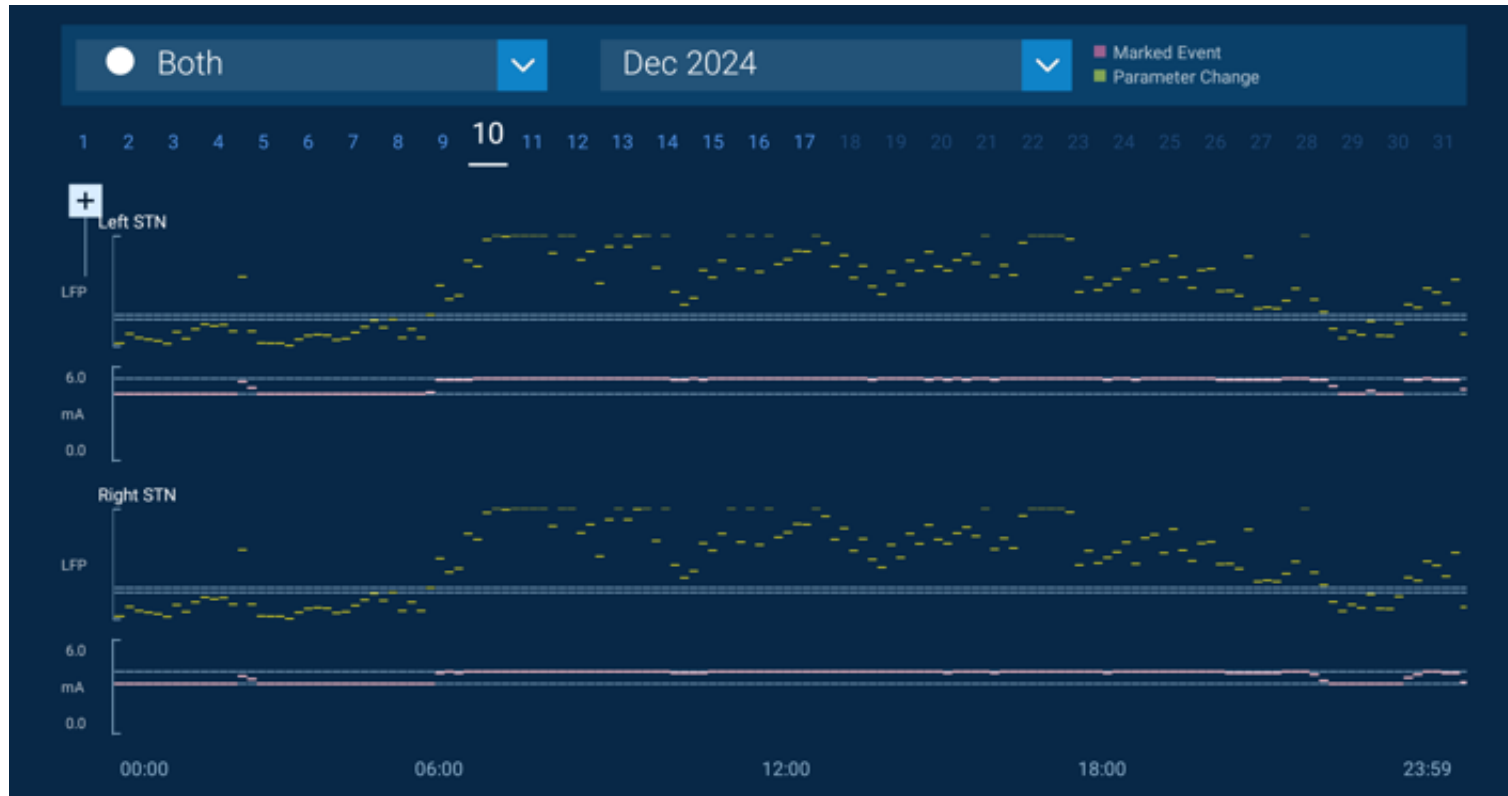 Both
Dec 2024
Marked Event
Parameter Change
1 2 3 4 5 6 7 8 9 10 11 12 13 14 15 16 17 18 19 20 21 22 23 24 25 26 27 28 29 30 31
+
Left STN
LFP
6.0
mA
0.0
Right STN
LFP
6.0
mA
0.0
00:00 06:00 12:00 18:00 23:59